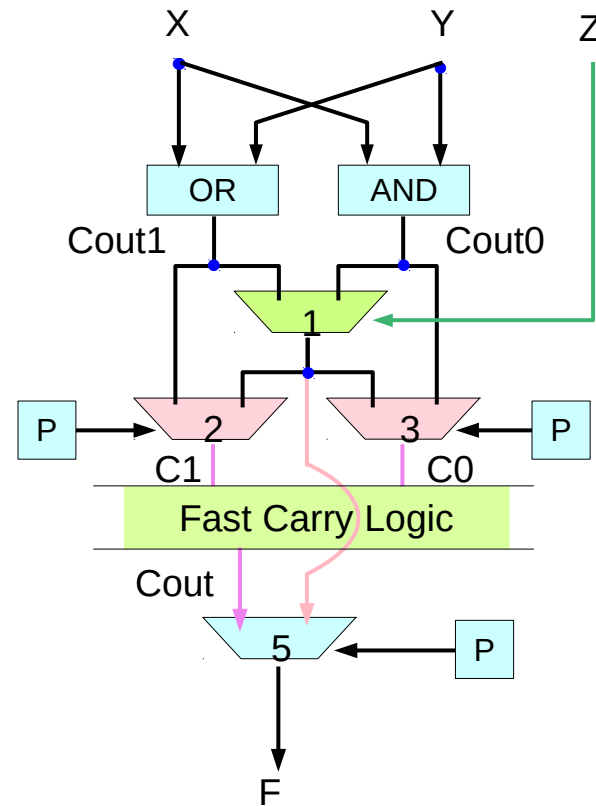 X Y Z
OR AND
Cout1 Cout0
1
P 2 3 P
C1 C0
Fast Carry Logic
Cout
5 P
F